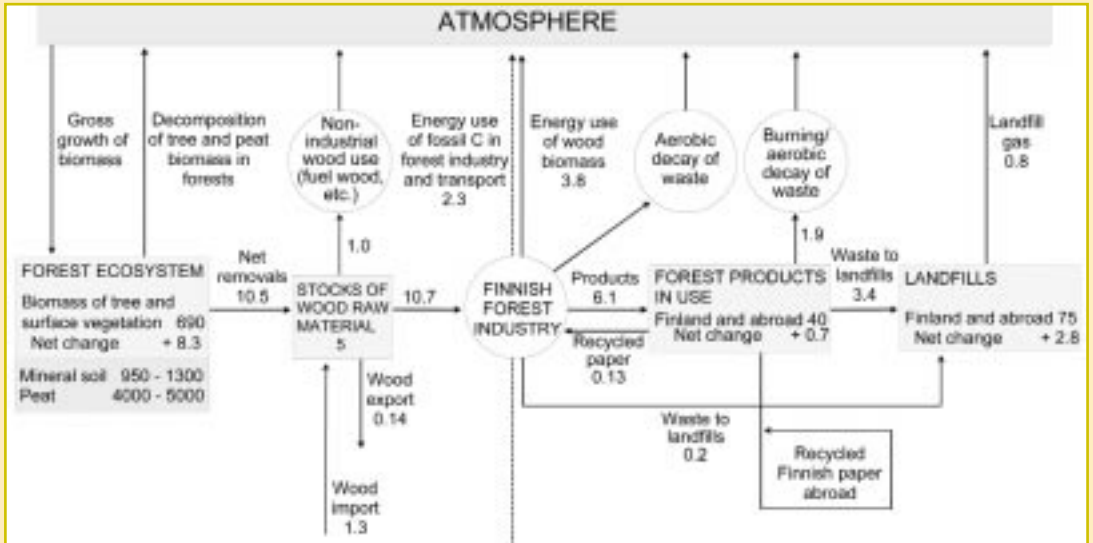 ATMOSPHERE
Gross
growth of
biomass
Decomposition
of tree and peat
biomass in
forests
Non-
industrial
wood use
(fuel wood,
etc.)
Energy use
of fossil C in
forest industry
and transport
2.3
Energy use
of wood
biomass
3.8
Aerobic
decay of
waste
Burning/
aerobic
decay of
waste
Landfill
gas
0.8
1.0
1.9
FOREST ECOSYSTEM
Biomass of tree and
surface vegetation 690
Net change + 8.3
Mineral soil 950 - 1300
Peat 4000 - 5000
Net
removals
10.5
STOCKS OF
WOOD RAW
MATERIAL
5
10.7
FINNISH
FOREST
INDUSTRY
Products
6.1
Recycled
paper
0.13
FOREST PRODUCTS
IN USE
Finland and abroad 40
Net change + 0.7
Waste to
landfills
3.4
LANDFILLS
Finland and abroad 75
Net change + 2.8
Wood
export
0.14
Wood
import
1.3
Waste to
landfills
0.2
Recycled
Finnish paper
abroad